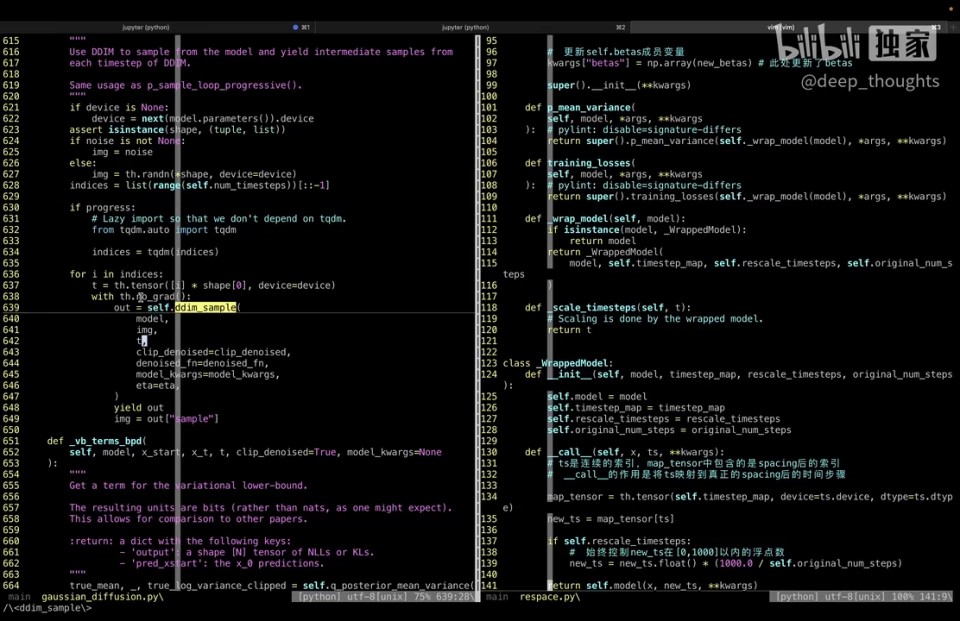 jupyter (python) ⌘1 jupyter (python) ⌘2 vim (vim) ⌘3
bilibili 独家
@deep_thoughts
615 """
616 Use DDIM to sample from the model and yield intermediate samples from
617 each timestep of DDIM.
618
619 Same usage as p_sample_loop_progressive().
620 """
621 if device is None:
622 device = next(model.parameters()).device
623 assert isinstance(shape, (tuple, list))
624 if noise is not None:
625 img = noise
626 else:
627 img = th.randn(*shape, device=device)
628 indices = list(range(self.num_timesteps))[::-1]
629
630 if progress:
631 # Lazy import so that we don't depend on tqdm.
632 from tqdm.auto import tqdm
633
634 indices = tqdm(indices)
635
636 for i in indices:
637 t = th.tensor([i] * shape[0], device=device)
638 with th.no_grad():
639 out = self.ddim_sample(
640 model,
641 img,
642 t,
643 clip_denoised=clip_denoised,
644 denoised_fn=denoised_fn,
645 model_kwargs=model_kwargs,
646 eta=eta,
647 )
648 yield out
649 img = out["sample"]
650
651 def _vb_terms_bpd(
652 self, model, x_start, x_t, t, clip_denoised=True, model_kwargs=None
653 ):
654 """
655 Get a term for the variational lower-bound.
656
657 The resulting units are bits (rather than nats, as one might expect).
658 This allows for comparison to other papers.
659
660 :return: a dict with the following keys:
661 - 'output': a shape [N] tensor of NLLs or KLs.
662 - 'pred_xstart': the x_0 predictions.
663 """
664 true_mean, _, true_log_variance_clipped = self.q_posterior_mean_variance(
main gaussian_diffusion.py\ [python] utf-8[unix] 75% 639:28\
/\<ddim_sample\>
95
96 # 更新self.betas成员变量
97 kwargs["betas"] = np.array(new_betas) # 此处更新了betas
98
99 super().__init__(**kwargs)
100
101 def p_mean_variance(
102 self, model, *args, **kwargs
103 ): # pylint: disable=signature-differs
104 return super().p_mean_variance(self._wrap_model(model), *args, **kwargs)
105
106 def training_losses(
107 self, model, *args, **kwargs
108 ): # pylint: disable=signature-differs
109 return super().training_losses(self._wrap_model(model), *args, **kwargs)
110
111 def _wrap_model(self, model):
112 if isinstance(model, _WrappedModel):
113 return model
114 return _WrappedModel(
115 model, self.timestep_map, self.rescale_timesteps, self.original_num_s
teps
116 )
117
118 def _scale_timesteps(self, t):
119 # Scaling is done by the wrapped model.
120 return t
121
122
123 class _WrappedModel:
124 def __init__(self, model, timestep_map, rescale_timesteps, original_num_steps
):
125 self.model = model
126 self.timestep_map = timestep_map
127 self.rescale_timesteps = rescale_timesteps
128 self.original_num_steps = original_num_steps
129
130 def __call__(self, x, ts, **kwargs):
131 # ts是连续的索引，map_tensor中包含的是spacing后的索引
132 # __call__的作用是将ts映射到真正的spacing后的时间步骤
133
134 map_tensor = th.tensor(self.timestep_map, device=ts.device, dtype=ts.dtyp
e)
135 new_ts = map_tensor[ts]
136
137 if self.rescale_timesteps:
138 # 始终控制new_ts在[0,1000]以内的浮点数
139 new_ts = new_ts.float() * (1000.0 / self.original_num_steps)
140
141 return self.model(x, new_ts, **kwargs)
main respace.py\ [python] utf-8[unix] 100% 141:9\